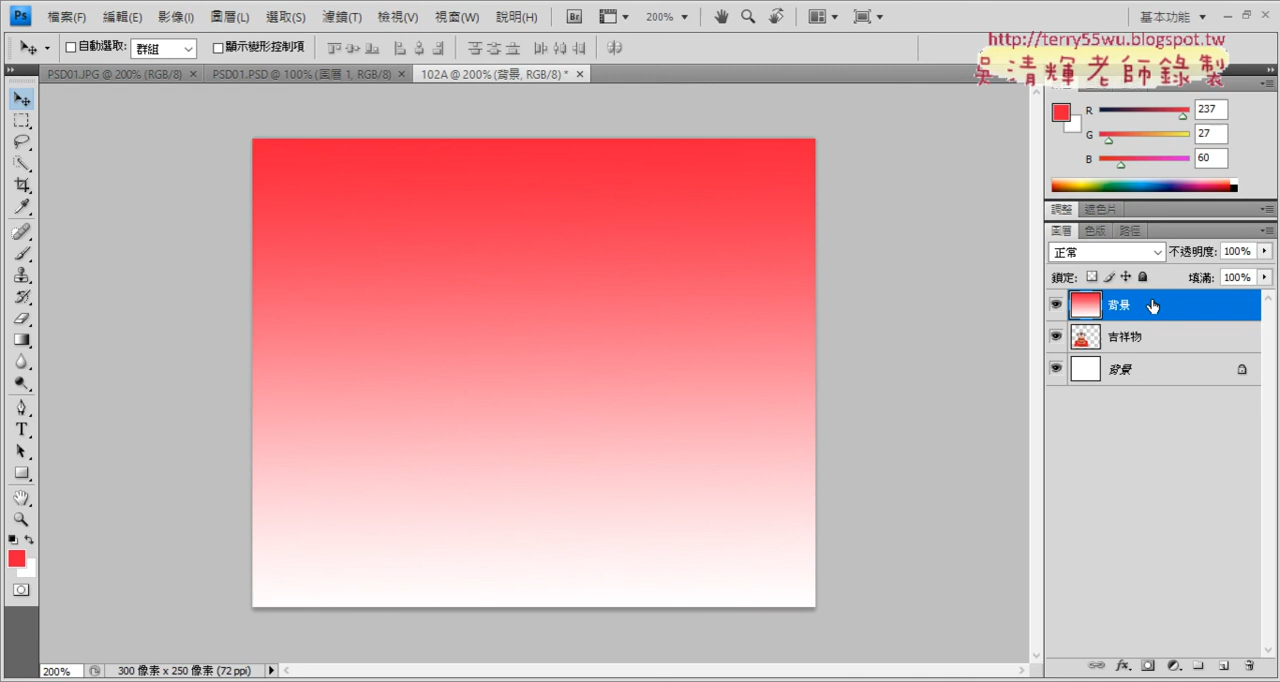 Ps 檔案(F) 編輯(E) 影像(I) 圖層(L) 選取(S) 濾鏡(T) 檢視(V) 視窗(W) 說明(H) Br 200% 基本功能
自動選取: 群組 顯示變形控制項
http://terry55wu.blogspot.tw
吳清輝老師錄製
PSD01.JPG @ 200% (RGB/8) × PSD01.PSD @ 100% (圖層 1, RGB/8) × 102A @ 200% (背景, RGB/8) * ×
R 237
G 27
B 60
調整 遮色片
圖層 色版 路徑
正常 不透明度: 100%
鎖定: 填滿: 100%
背景
吉祥物
背景
T
fx
200% 300 像素 x 250 像素 (72 ppi)